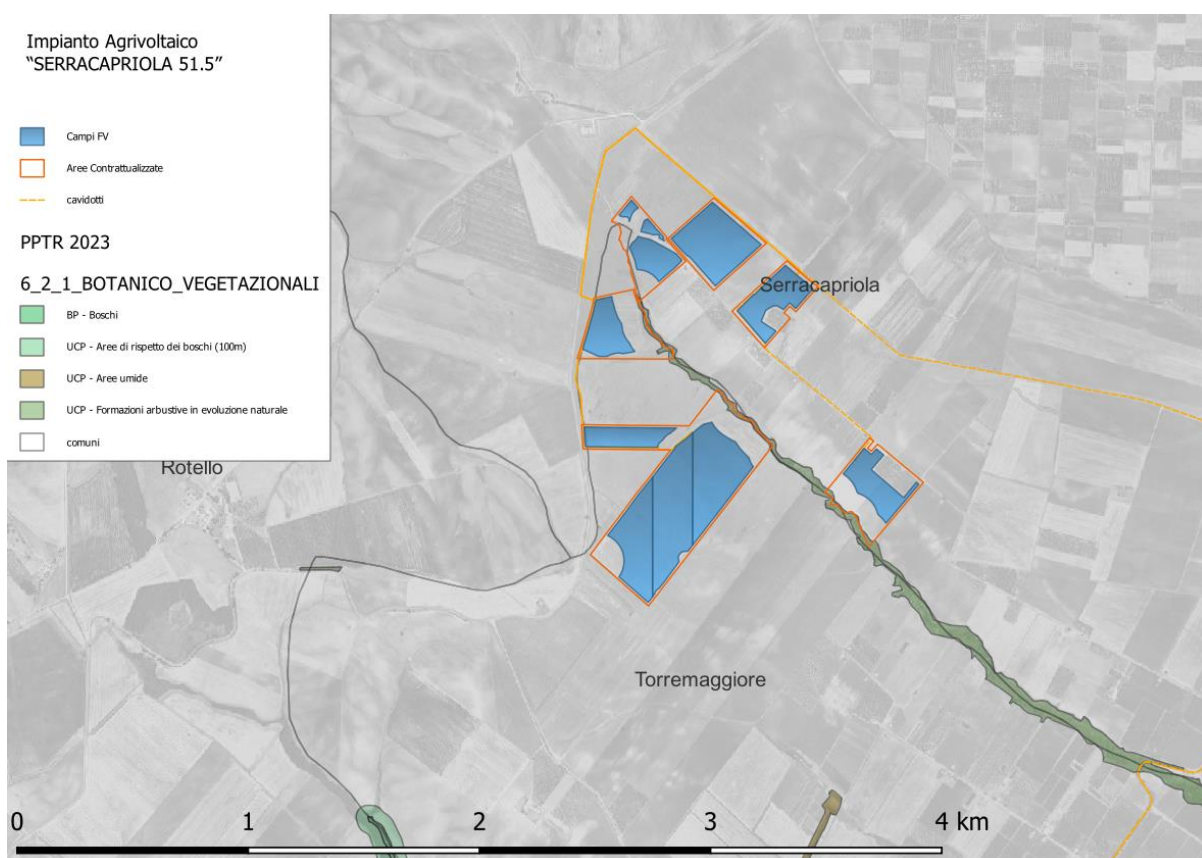 Impianto Agrivoltaico
“SERRACAPRIOLA 51.5”
Campi FV
Aree Contrattualizzate
cavidotti
PPTR 2023
6_2_1_BOTANICO_VEGETAZIONALI
BP - Boschi
UCP - Aree di rispetto dei boschi (100m)
UCP - Aree umide
UCP - Formazioni arbustive in evoluzione naturale
comuni
Serracapriola
Rotello
Torremaggiore
0 1 2 3 4 km